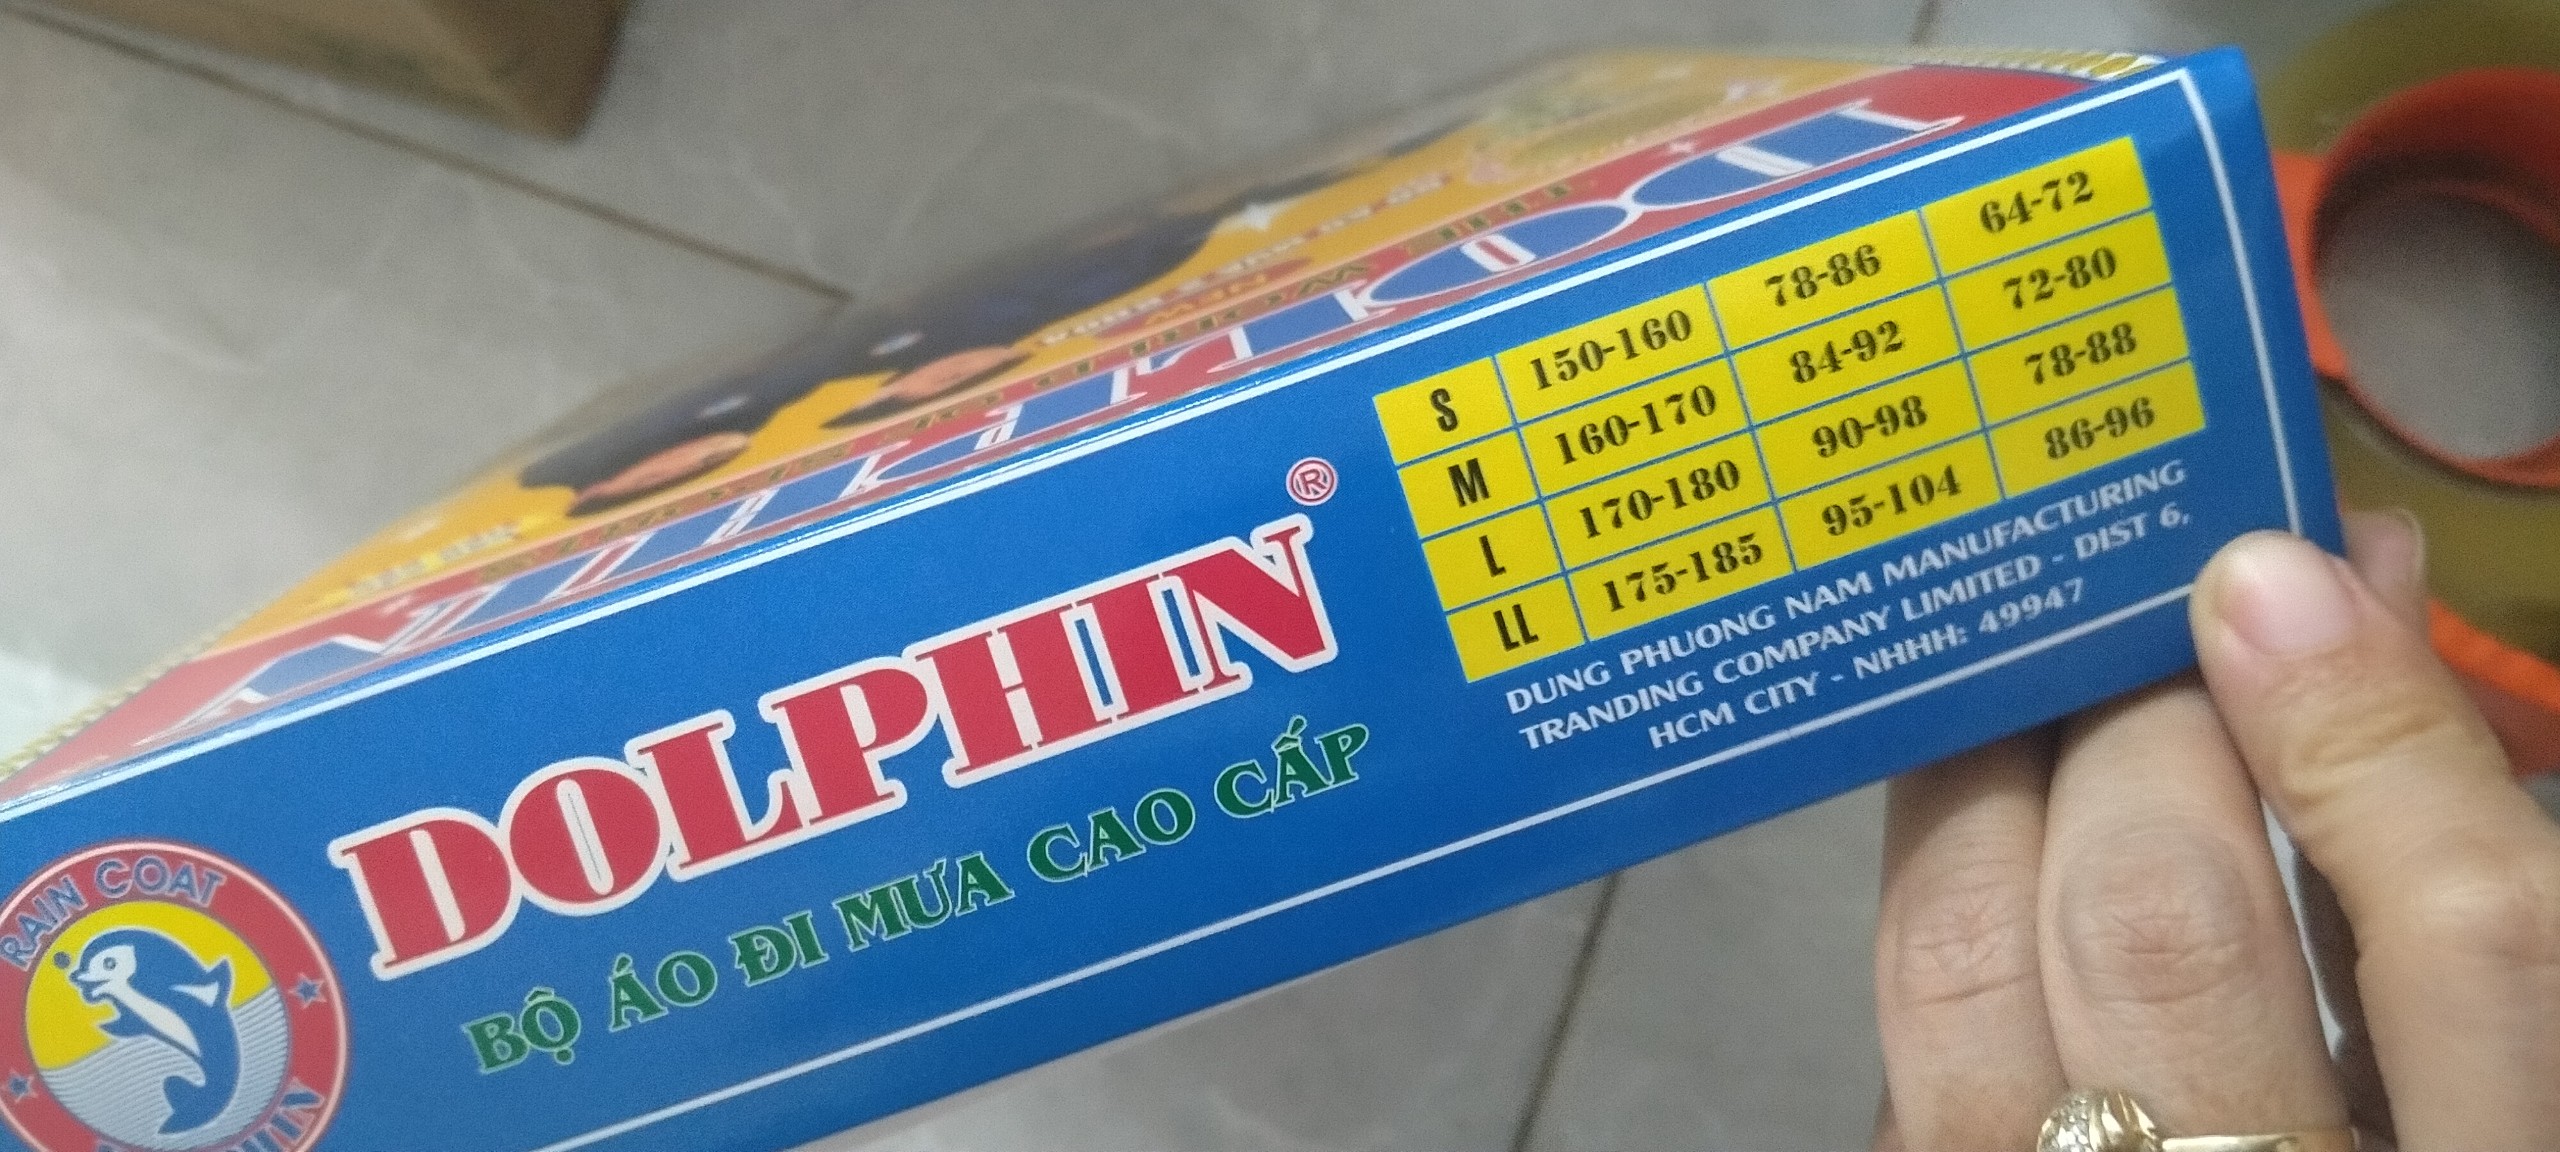 RAIN COAT
DOLPHIN®
BỘ ÁO ĐI MƯA CAO CẤP
S 150-160 78-86 64-72
M 160-170 84-92 72-80
L 170-180 90-98 78-88
LL 175-185 95-104 86-96
DUNG PHUONG NAM MANUFACTURING
TRANDING COMPANY LIMITED - DIST 6,
HCM CITY - NHHH: 49947